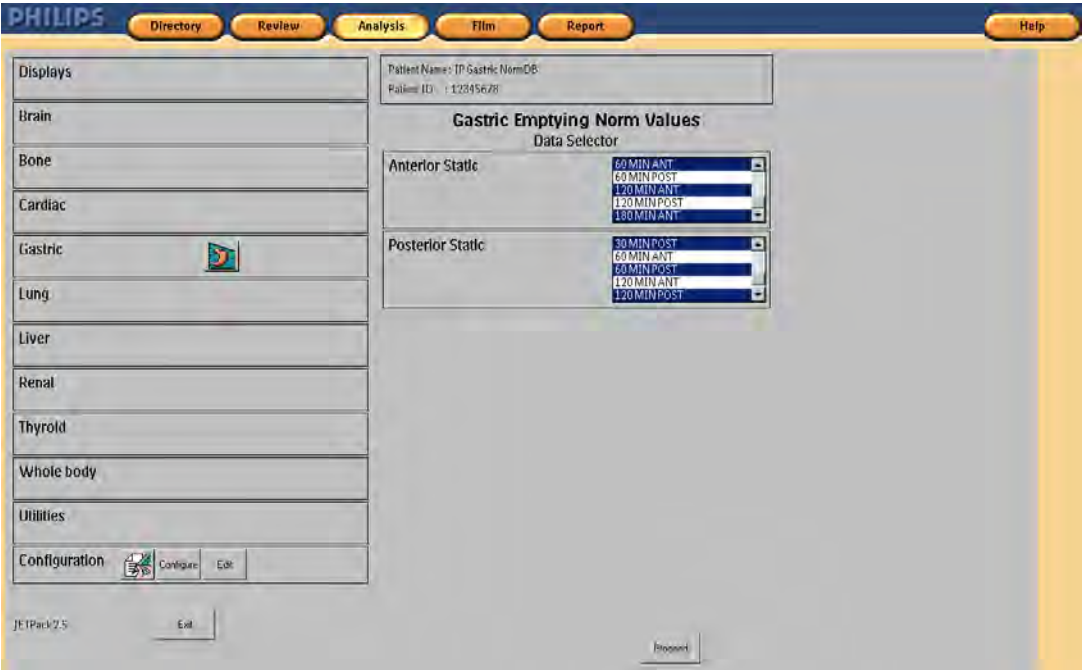 PHILIPS
Directory
Review
Analysis
Film
Report
Help
Displays
Brain
Bone
Cardiac
Gastric
Lung
Liver
Renal
Thyroid
Whole body
Utilities
Configuration
Configure
Edit
JETPack 2.5
Exit
Patient Name : IP Gastric NormDB
Patient ID : 12345678
Gastric Emptying Norm Values
Data Selector
Anterior Static
60 MIN ANT
60 MIN POST
120 MIN ANT
120 MIN POST
180 MIN ANT
Posterior Static
30 MIN POST
60 MIN ANT
60 MIN POST
120 MIN ANT
120 MIN POST
Proceed